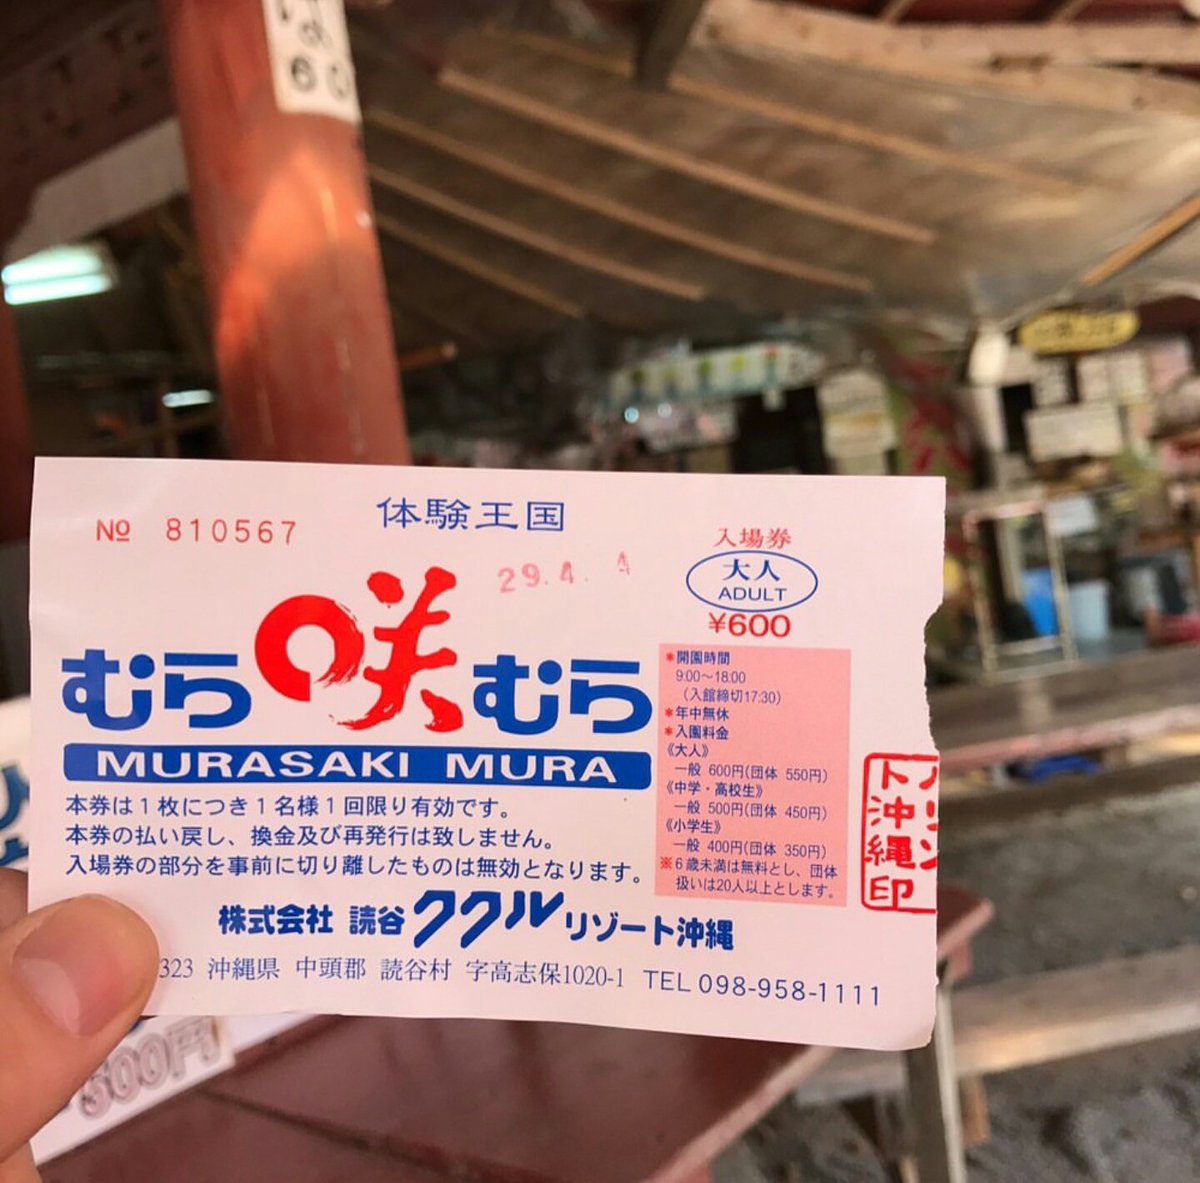 № 810567
体験王国
29.4. 4
入場券
大人
ADULT
¥600
むら咲むら
MURASAKI MURA
本券は1枚につき1名様1回限り有効です。
本券の払い戻し、換金及び再発行は致しません。
入場券の部分を事前に切り離したものは無効となります。
*開園時間
9:00〜18:00
(入館締切17:30)
*年中無休
*入園料金
《大人》
一般 600円(団体 550円)
《中学・高校生》
一般 500円(団体 450円)
《小学生》
一般 400円(団体 350円)
※6歳未満は無料とし、団体
扱いは20人以上とします。
ト沖縄印
株式会社 読谷ククルリゾート沖縄
323 沖縄県 中頭郡 読谷村 字高志保1020-1 TEL 098-958-1111